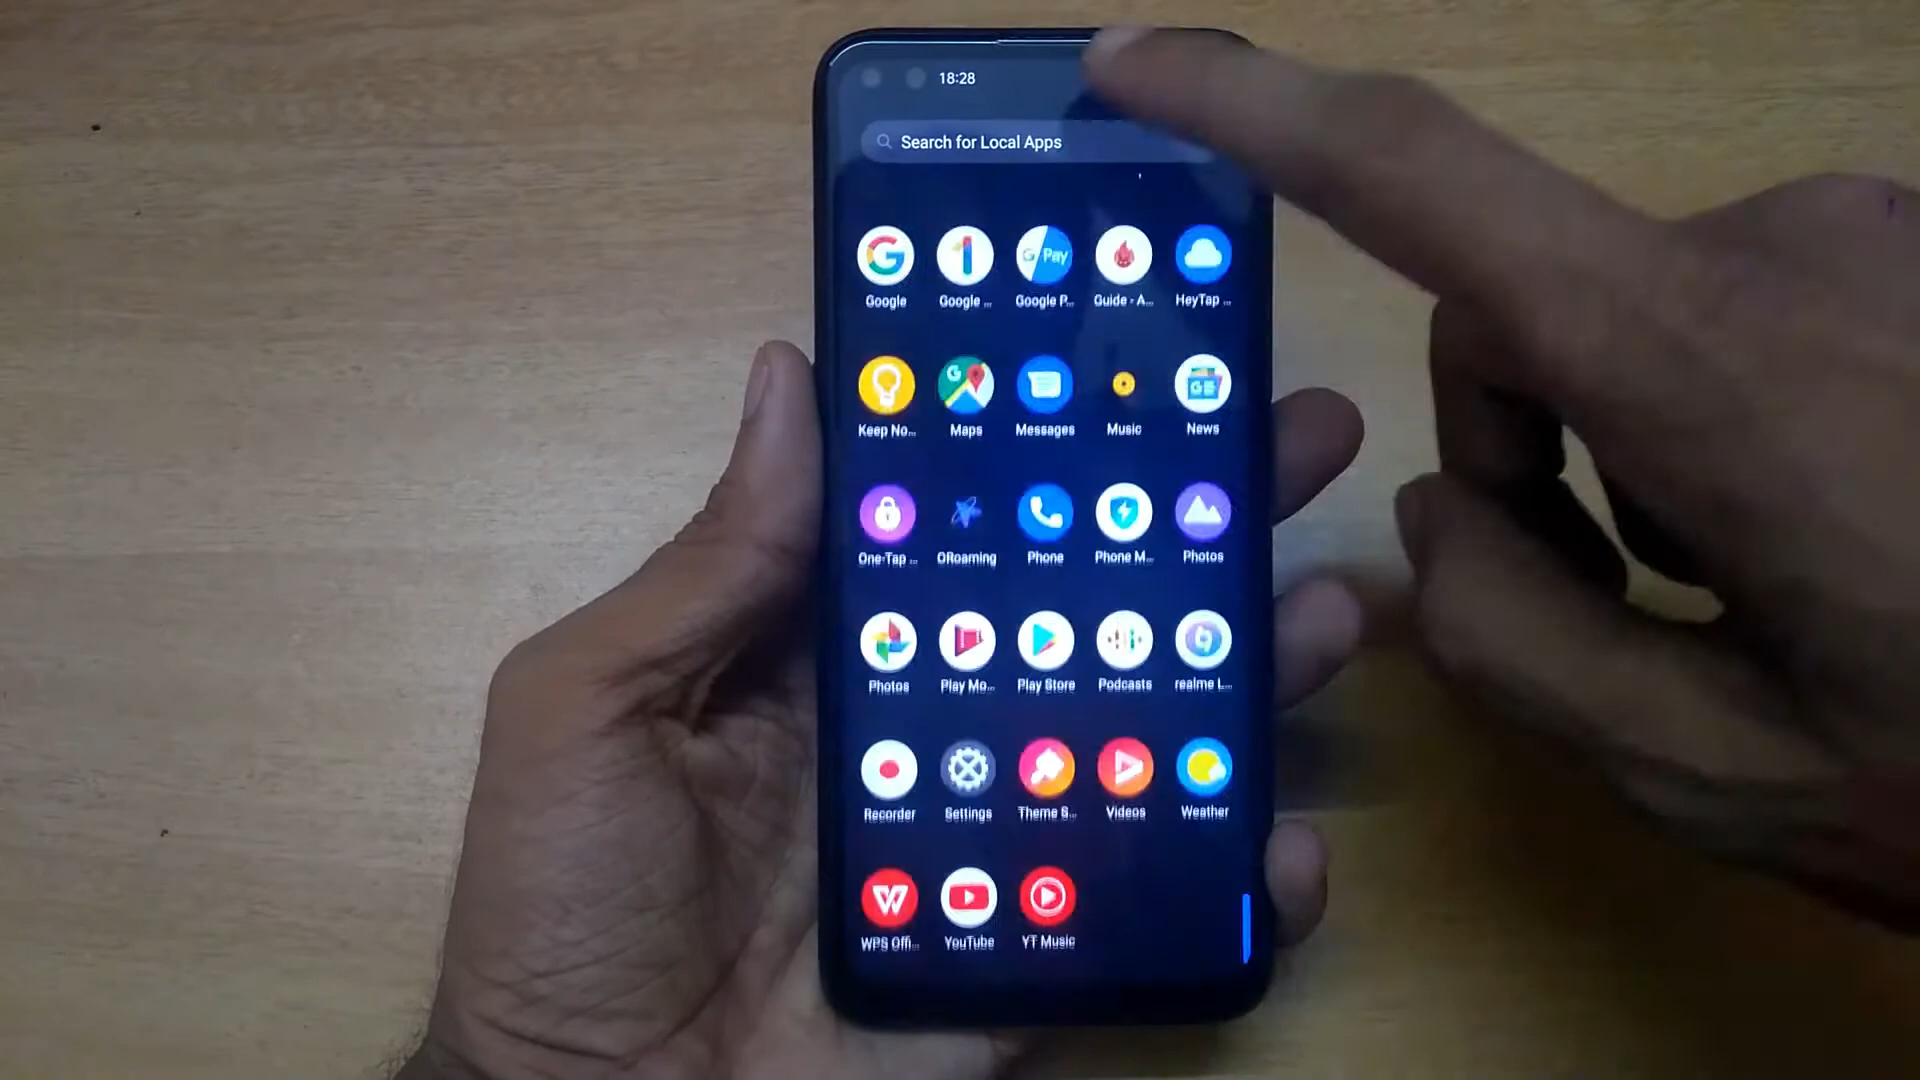 18:28
Search for Local Apps
Google Google ... Google P... Guide - A... HeyTap ...
Keep No... Maps Messages Music News
One-Tap ... ORoaming Phone Phone M... Photos
Photos Play Mo... Play Store Podcasts realme L...
Recorder Settings Theme S... Videos Weather
WPS Offi... YouTube YT Music